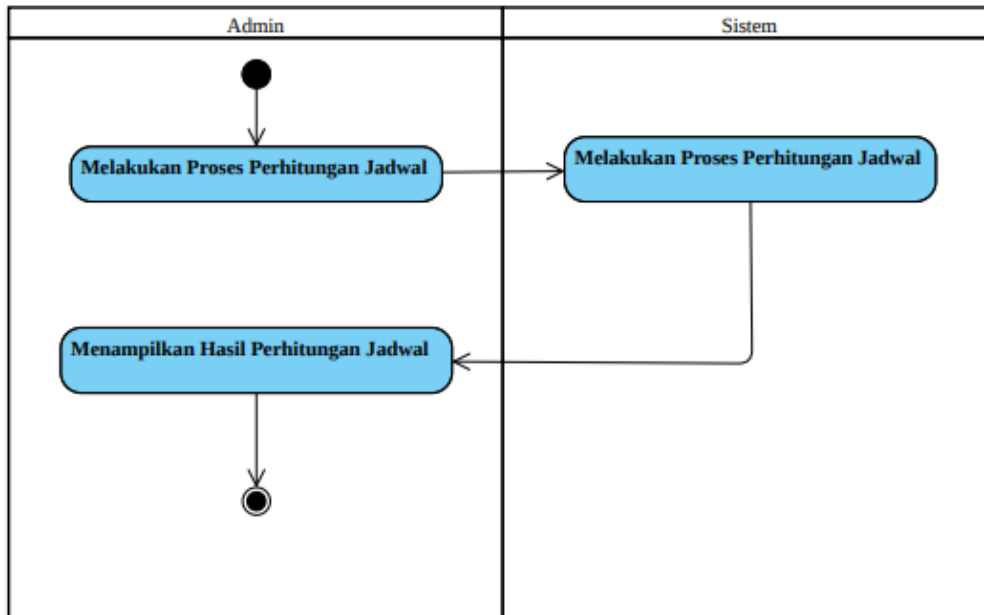 Admin
Sistem
Melakukan Proses Perhitungan Jadwal
Melakukan Proses Perhitungan Jadwal
Menampilkan Hasil Perhitungan Jadwal